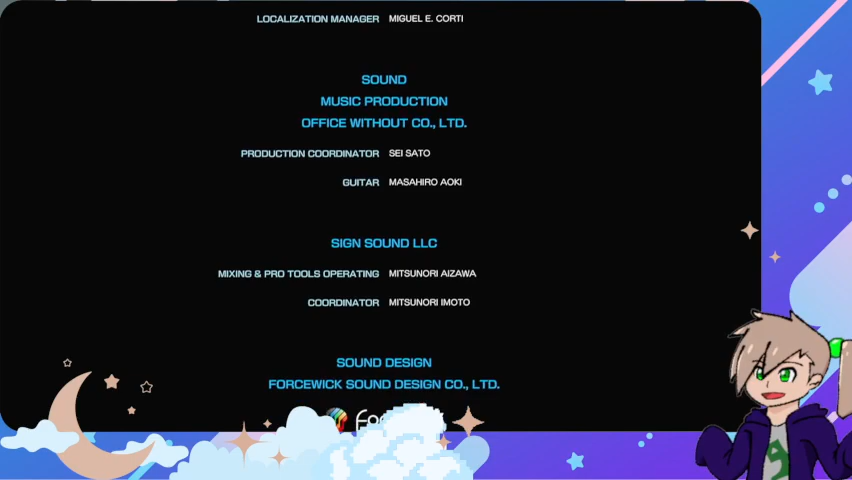 LOCALIZATION MANAGER MIGUEL E. CORTI
SOUND
MUSIC PRODUCTION
OFFICE WITHOUT CO., LTD.
PRODUCTION COORDINATOR SEI SATO
GUITAR MASAHIRO AOKI
SIGN SOUND LLC
MIXING & PRO TOOLS OPERATING MITSUNORI AIZAWA
COORDINATOR MITSUNORI IMOTO
SOUND DESIGN
FORCEWICK SOUND DESIGN CO., LTD.